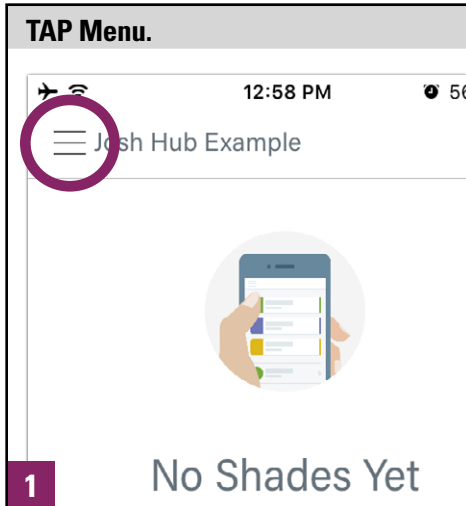 TAP Menu.
12:58 PM 56
Josh Hub Example
No Shades Yet
1